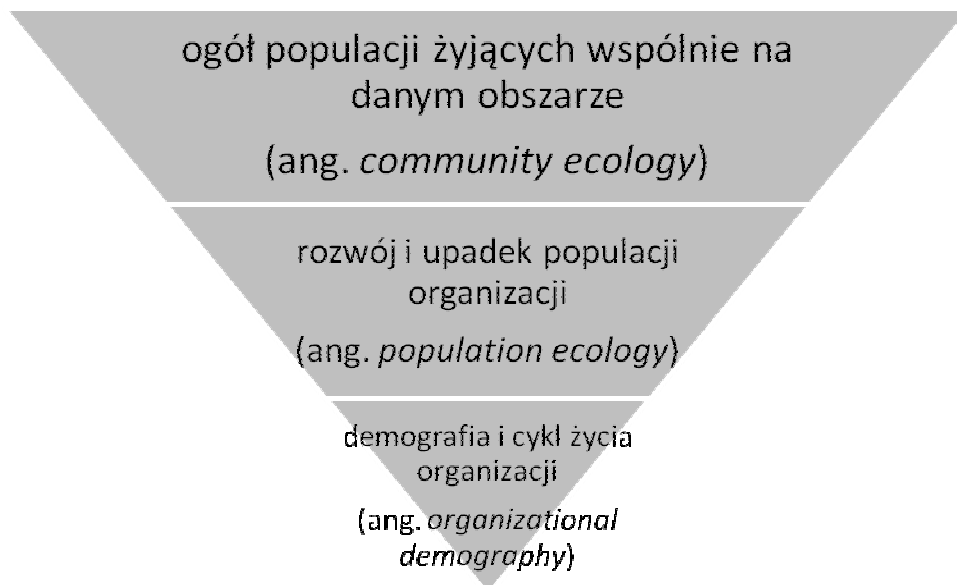 ogół populacji żyjących wspólnie na
danym obszarze
(ang. community ecology)
rozwój i upadek populacji
organizacji
(ang. population ecology)
demografia i cykl życia
organizacji
(ang. organizational
demography)